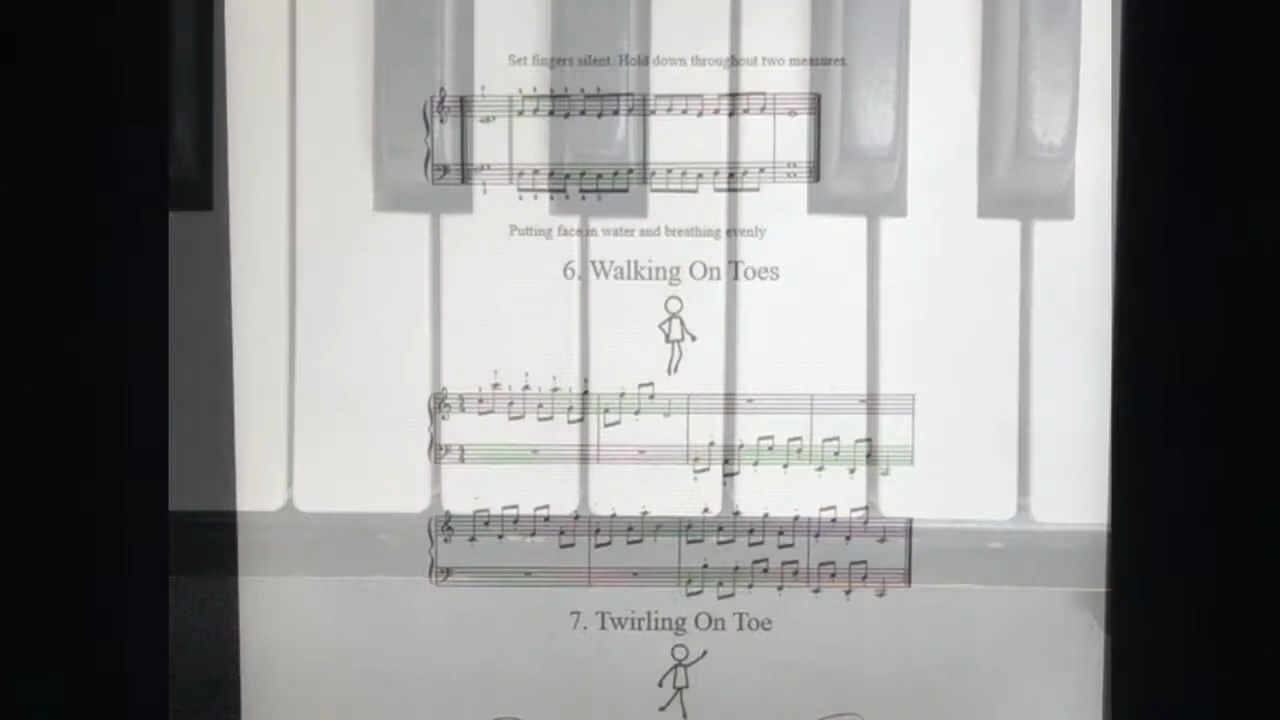 Set fingers silent. Hold down throughout two measures.
Putting face in water and breathing evenly
6. Walking On Toes
7. Twirling On Toe